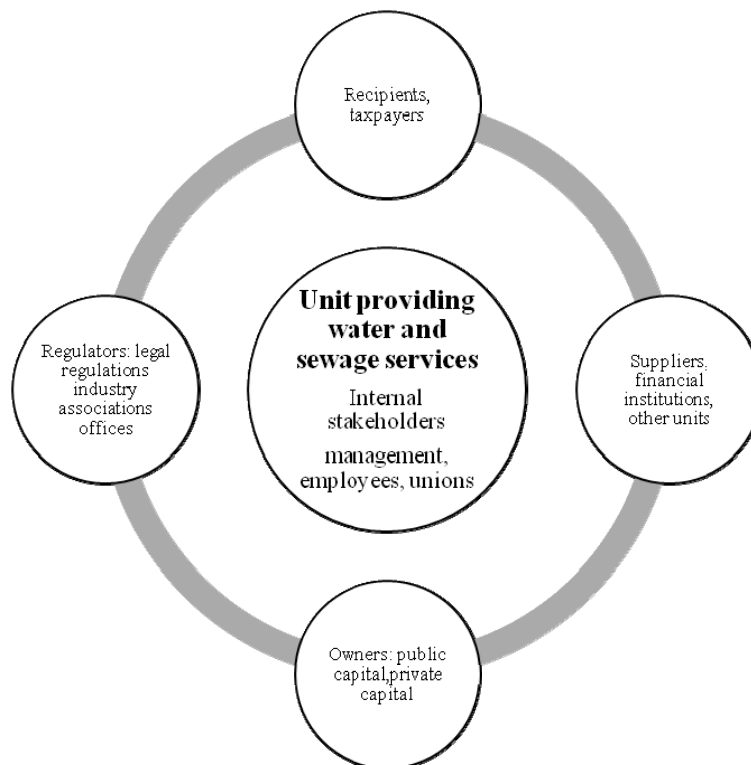 Recipients,
taxpayers
Unit providing
water and
sewage services
Internal
stakeholders
management,
employees, unions
Regulators: legal
regulations
industry
associations
offices
Suppliers,
financial
institutions,
other units
Owners: public
capital,private
capital